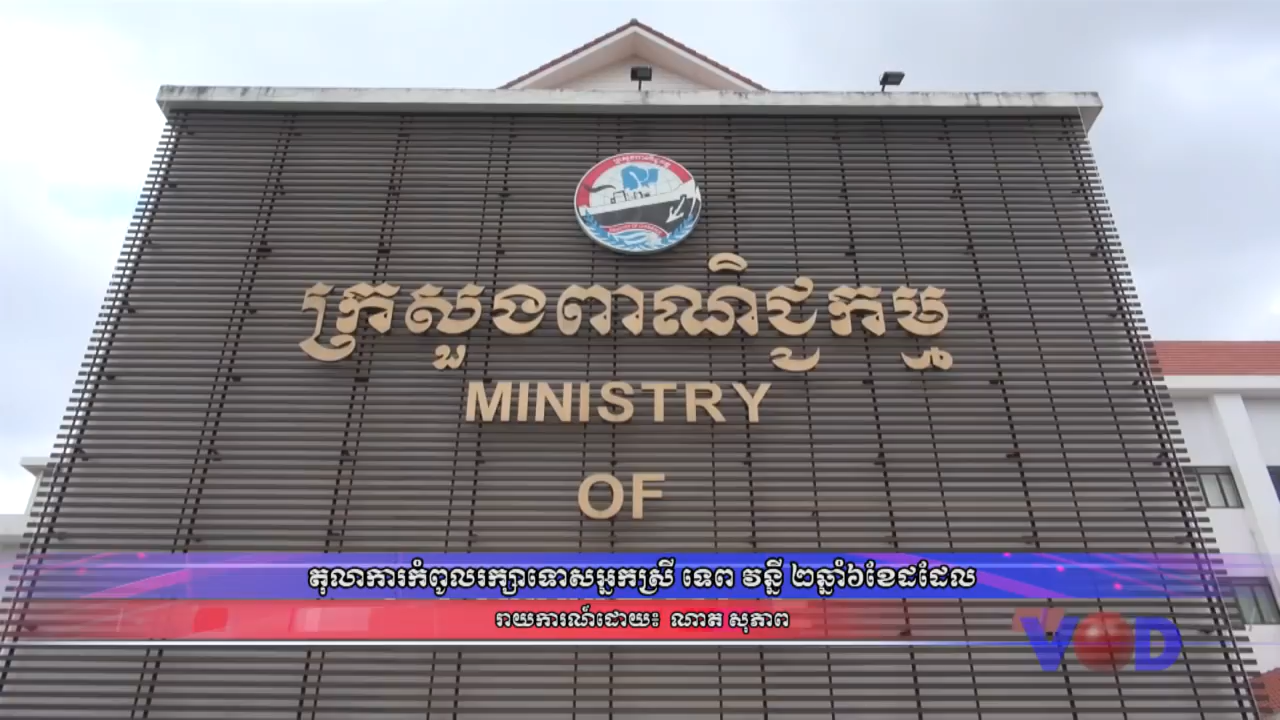 ក្រសួងពាណិជ្ជកម្ម
MINISTRY
OF
តុលាការកំពូលរក្សាទោសអ្នកស្រី ទេព វន្នី ២ឆ្នាំ៦ខែដដែល
រាយការណ៍ដោយ៖ ណាត សុភាព
VOD